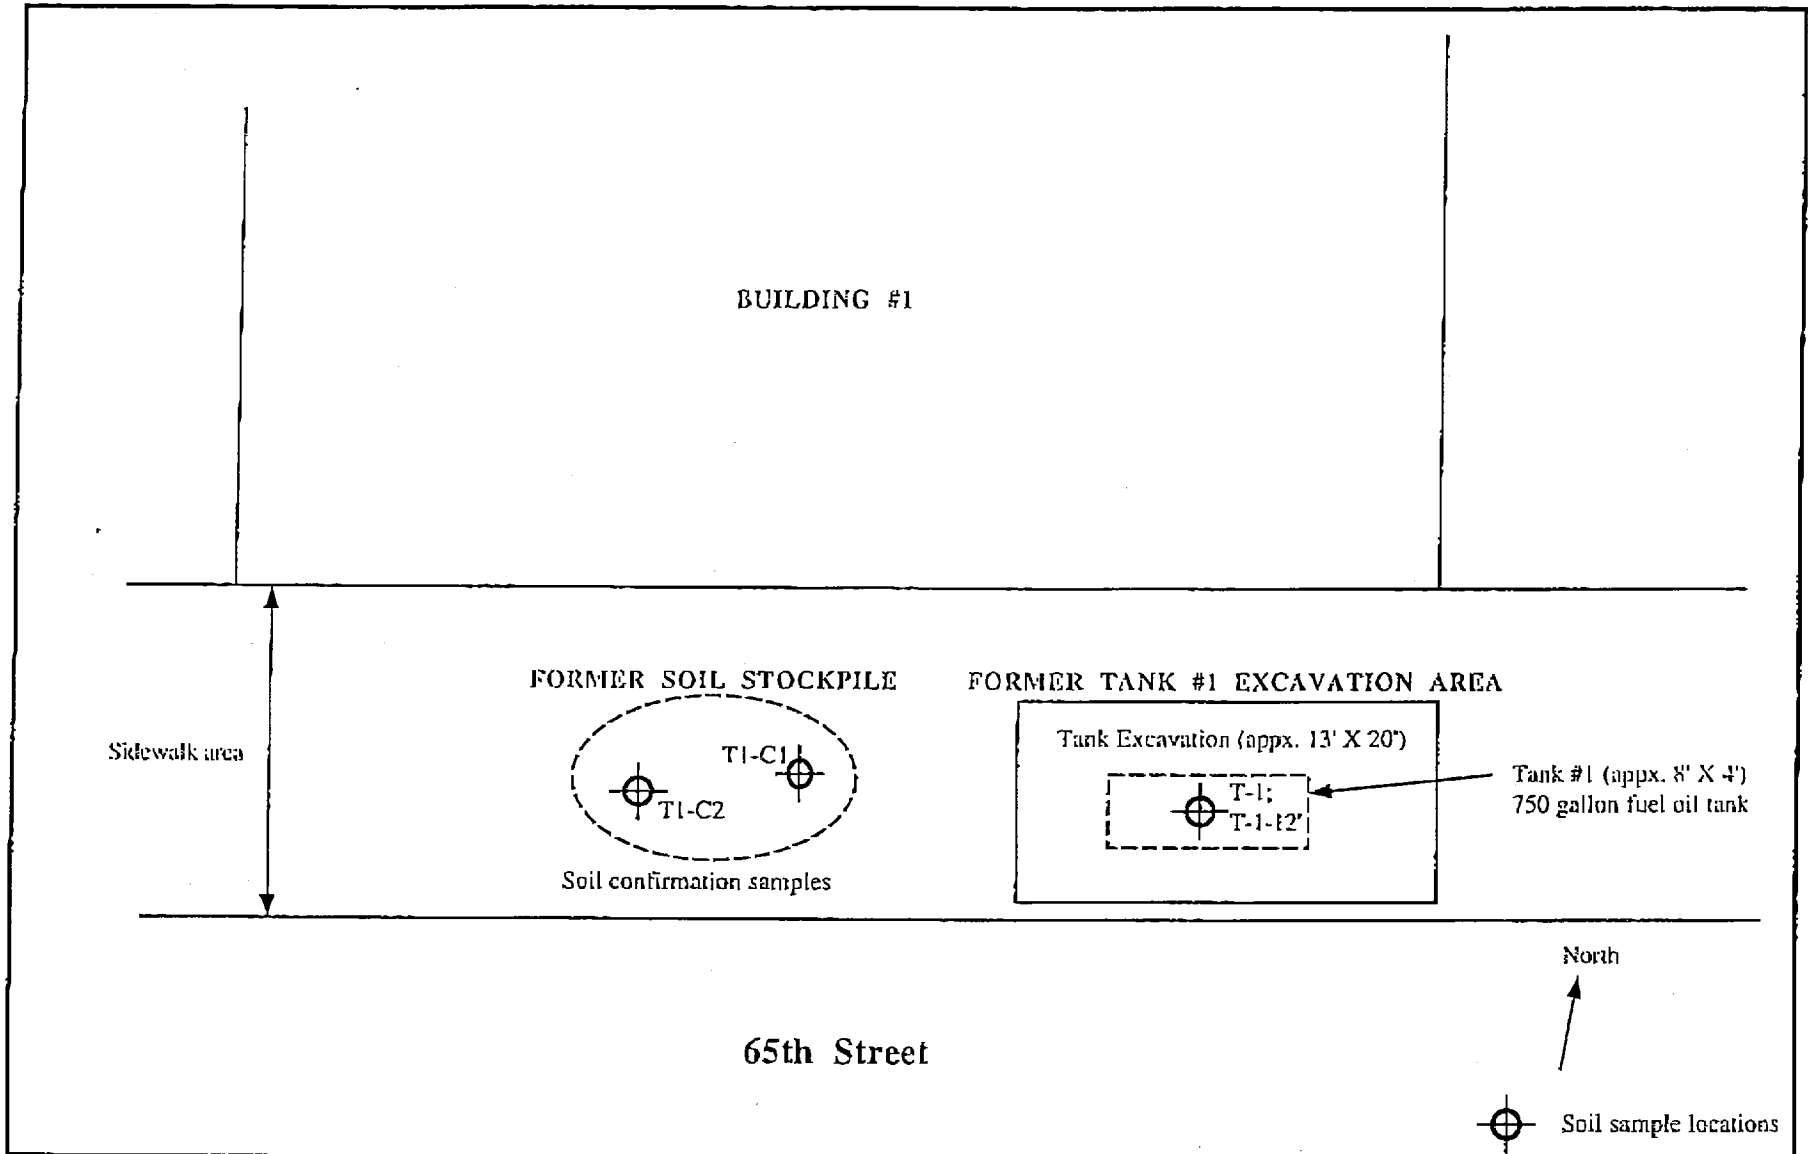 BUILDING #1
FORMER SOIL STOCKPILE
FORMER TANK #1 EXCAVATION AREA
Sidewalk area
T1-C1
T1-C2
Soil confirmation samples
Tank Excavation (appx. 13' X 20')
T-1;
T-1-12'
Tank #1 (appx. 8' X 4')
750 gallon fuel oil tank
North
65th Street
Soil sample locations